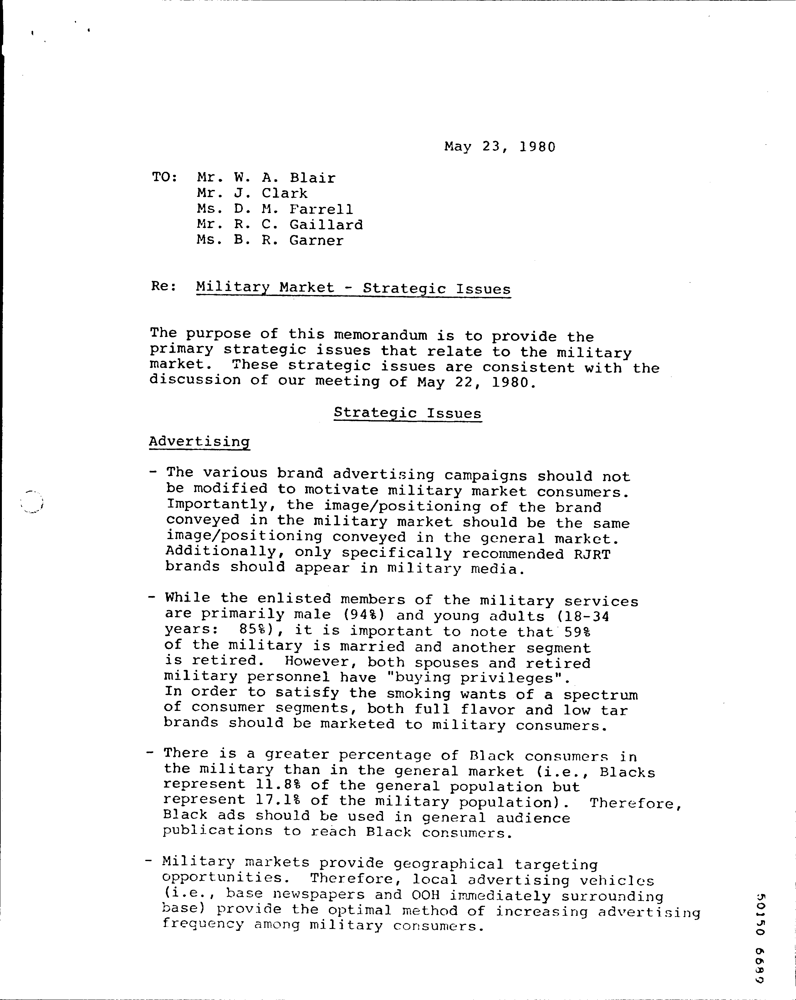 May 23, 1980
TO: Mr. W. A. Blair
Mr. J. Clark
Ms. D. M. Farrell
Mr. R. C. Gaillard
Ms. B. R. Garner
Re: Military Market - Strategic Issues
The purpose of this memorandum is to provide the
primary strategic issues that relate to the military
market. These strategic issues are consistent with the
discussion of our meeting of May 22, 1980.
Strategic Issues
Advertising
- The various brand advertising campaigns should not
be modified to motivate military market consumers.
Importantly, the image/positioning of the brand
conveyed in the military market should be the same
image/positioning conveyed in the general market.
Additionally, only specifically recommended RJRT
brands should appear in military media.
- While the enlisted members of the military services
are primarily male (94%) and young adults (18-34
years: 85%), it is important to note that 59%
of the military is married and another segment
is retired. However, both spouses and retired
military personnel have "buying privileges".
In order to satisfy the smoking wants of a spectrum
of consumer segments, both full flavor and low tar
brands should be marketed to military consumers.
- There is a greater percentage of Black consumers in
the military than in the general market (i.e., Blacks
represent 11.8% of the general population but
represent 17.1% of the military population). Therefore,
Black ads should be used in general audience
publications to reach Black consumers.
- Military markets provide geographical targeting
opportunities. Therefore, local advertising vehicles
(i.e., base newspapers and OOH immediately surrounding
base) provide the optimal method of increasing advertising
frequency among military consumers.
50150 6689